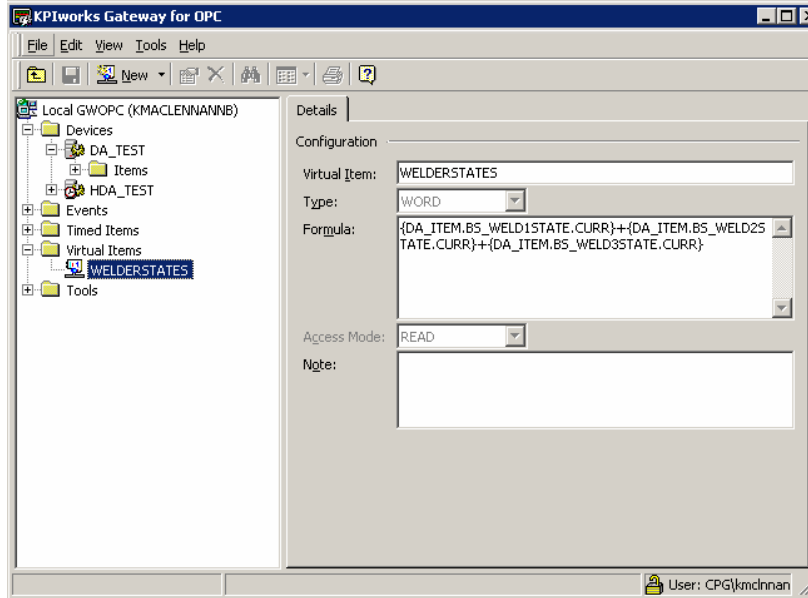 KPIworks Gateway for OPC
File Edit View Tools Help
New
Local GWOPC (KMACLENNANNB)
Devices
DA_TEST
Items
HDA_TEST
Events
Timed Items
Virtual Items
WELDERSTATES
Tools
Details
Configuration
Virtual Item: WELDERSTATES
Type: WORD
Formula: {DA_ITEM.BS_WELD1STATE.CURR}+{DA_ITEM.BS_WELD2S
TATE.CURR}+{DA_ITEM.BS_WELD3STATE.CURR}
Access Mode: READ
Note:
User: CPG\kmclnnan